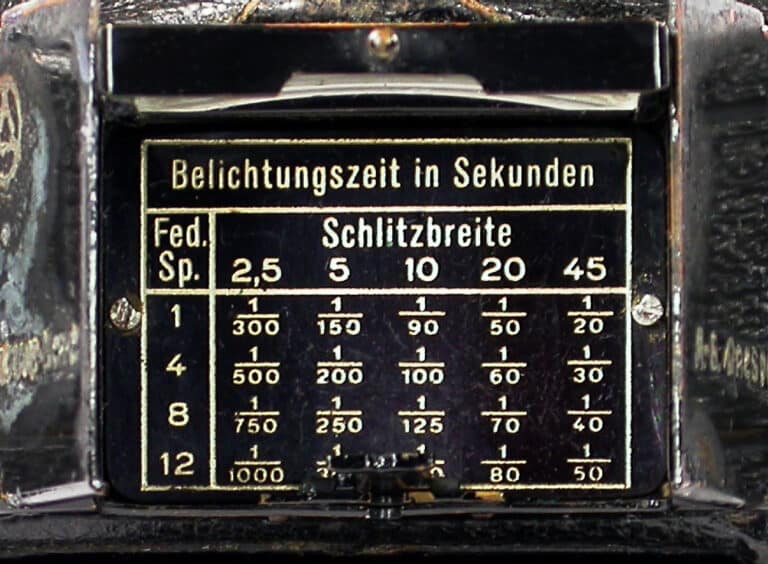 Belichtungszeit in Sekunden
Fed. Sp. Schlitzbreite
2,5 5 10 20 45
1 1/300 1/150 1/90 1/50 1/20
4 1/500 1/200 1/100 1/60 1/30
8 1/750 1/250 1/125 1/70 1/40
12 1/1000 1/80 1/50